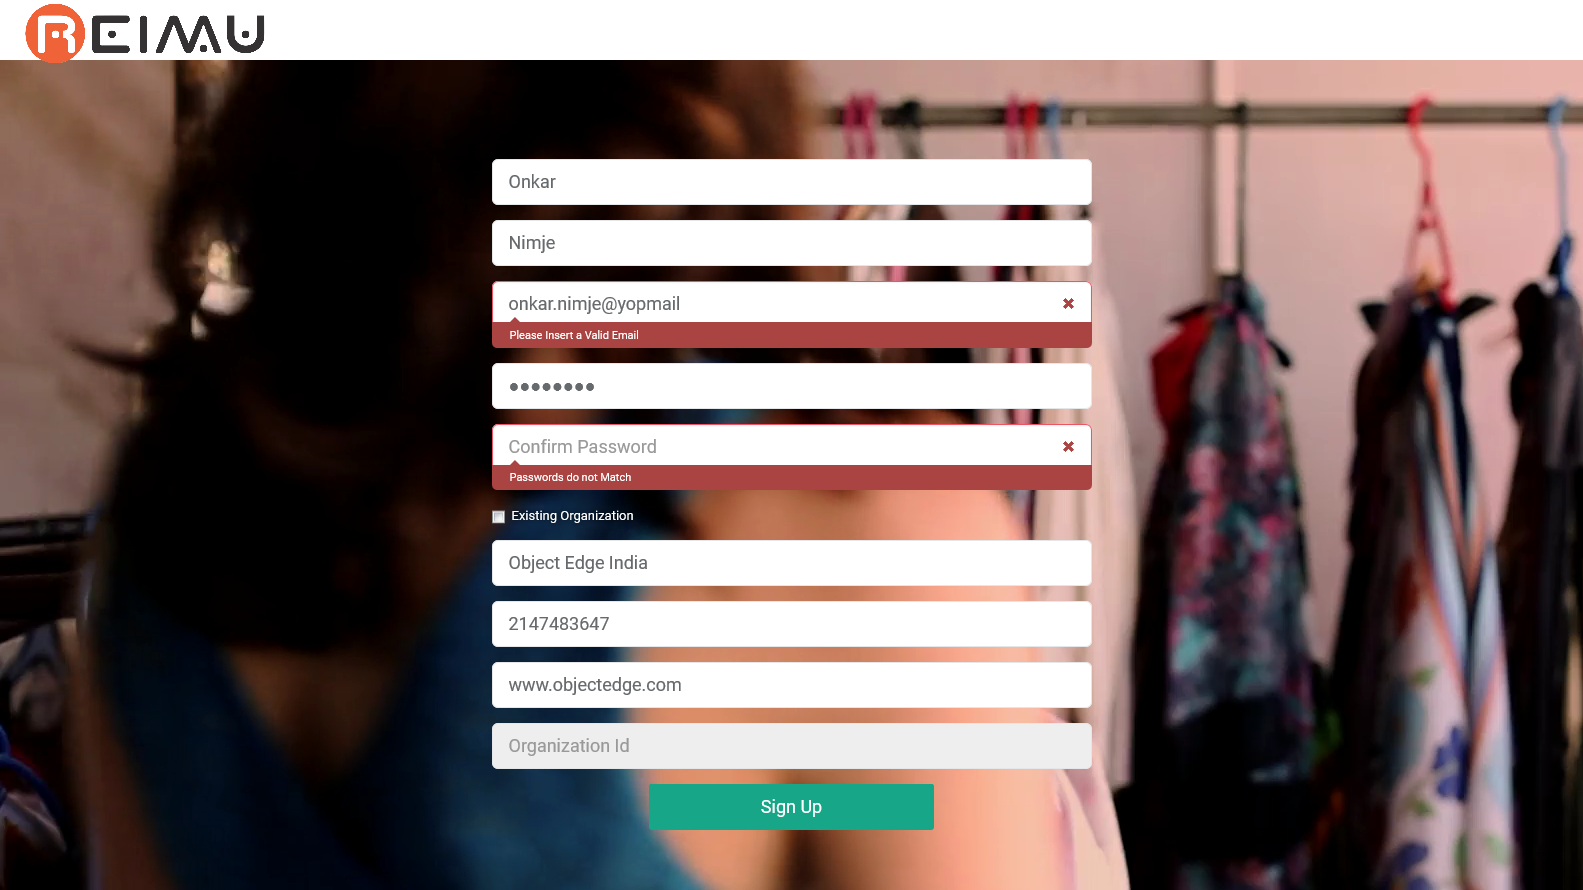 REIMU
Onkar
Nimje
onkar.nimje@yopmail
Please Insert a Valid Email
••••••••
Confirm Password
Passwords do not Match
Existing Organization
Object Edge India
2147483647
www.objectedge.com
Organization Id
Sign Up